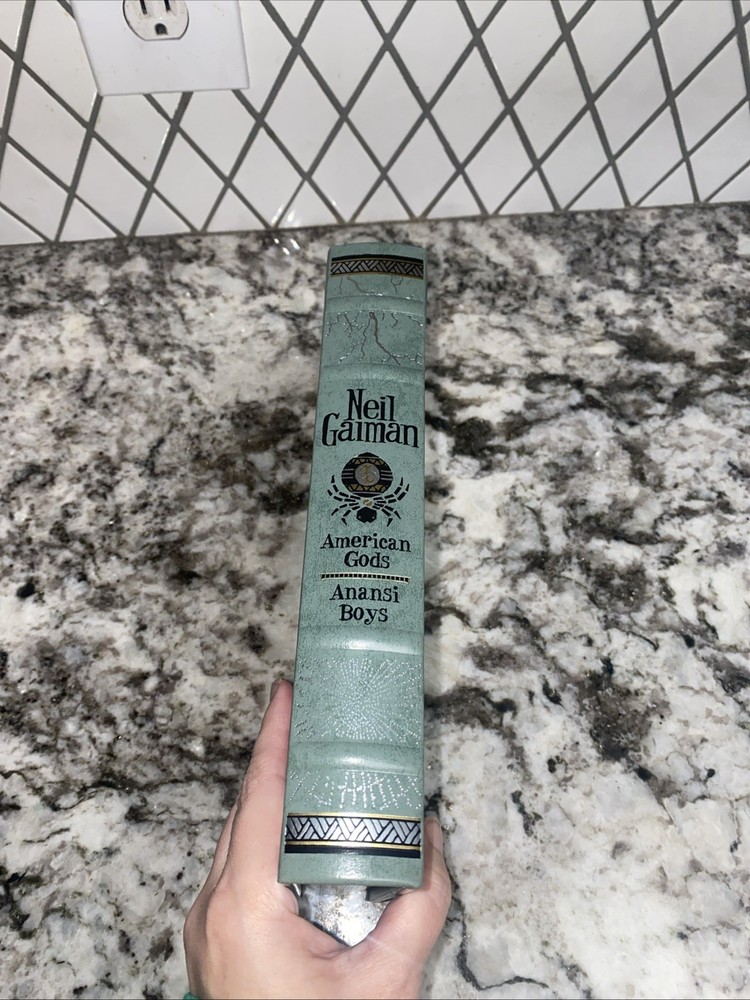 Neil
Gaiman
American
Gods
Anansi
Boys